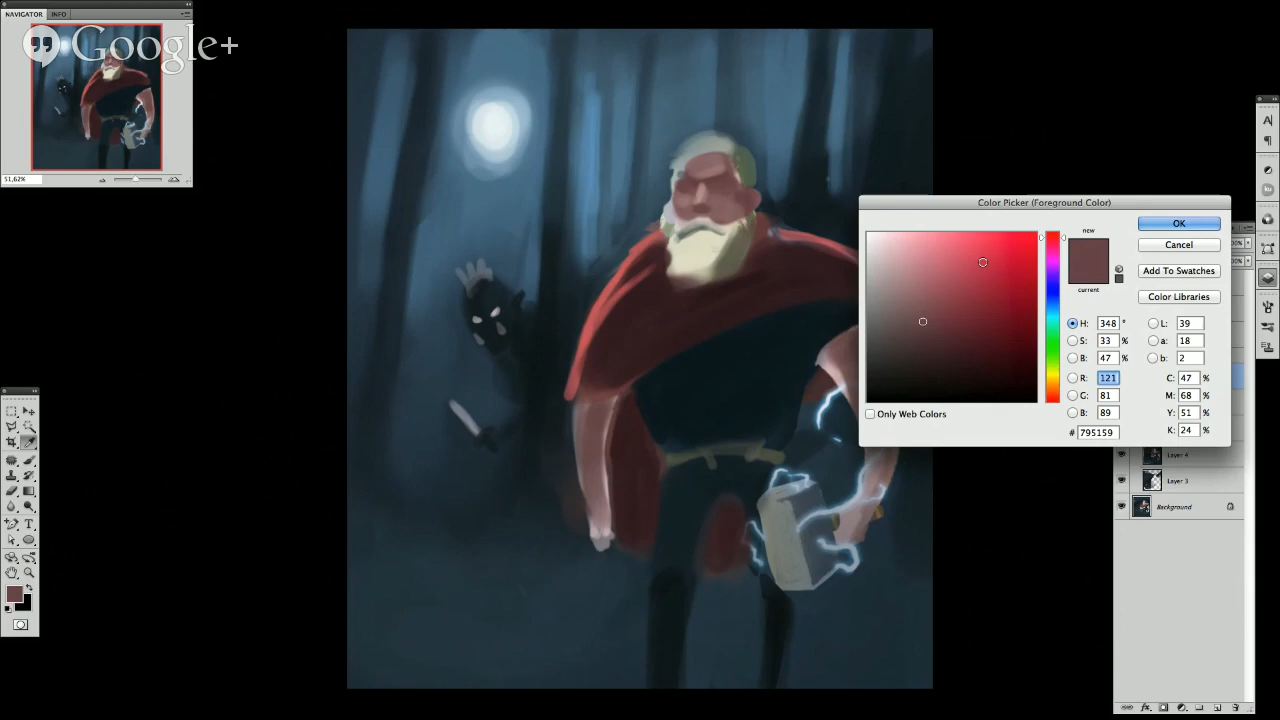 NAVIGATOR INFO
Google+
51,62%
Color Picker (Foreground Color)
new
current
OK
Cancel
Add To Swatches
Color Libraries
H: 348 °
S: 33 %
B: 47 %
R: 121
G: 81
B: 89
# 795159
L: 39
a: 18
b: 2
C: 47 %
M: 68 %
Y: 51 %
K: 24 %
Only Web Colors
Layer 4
Layer 3
Background